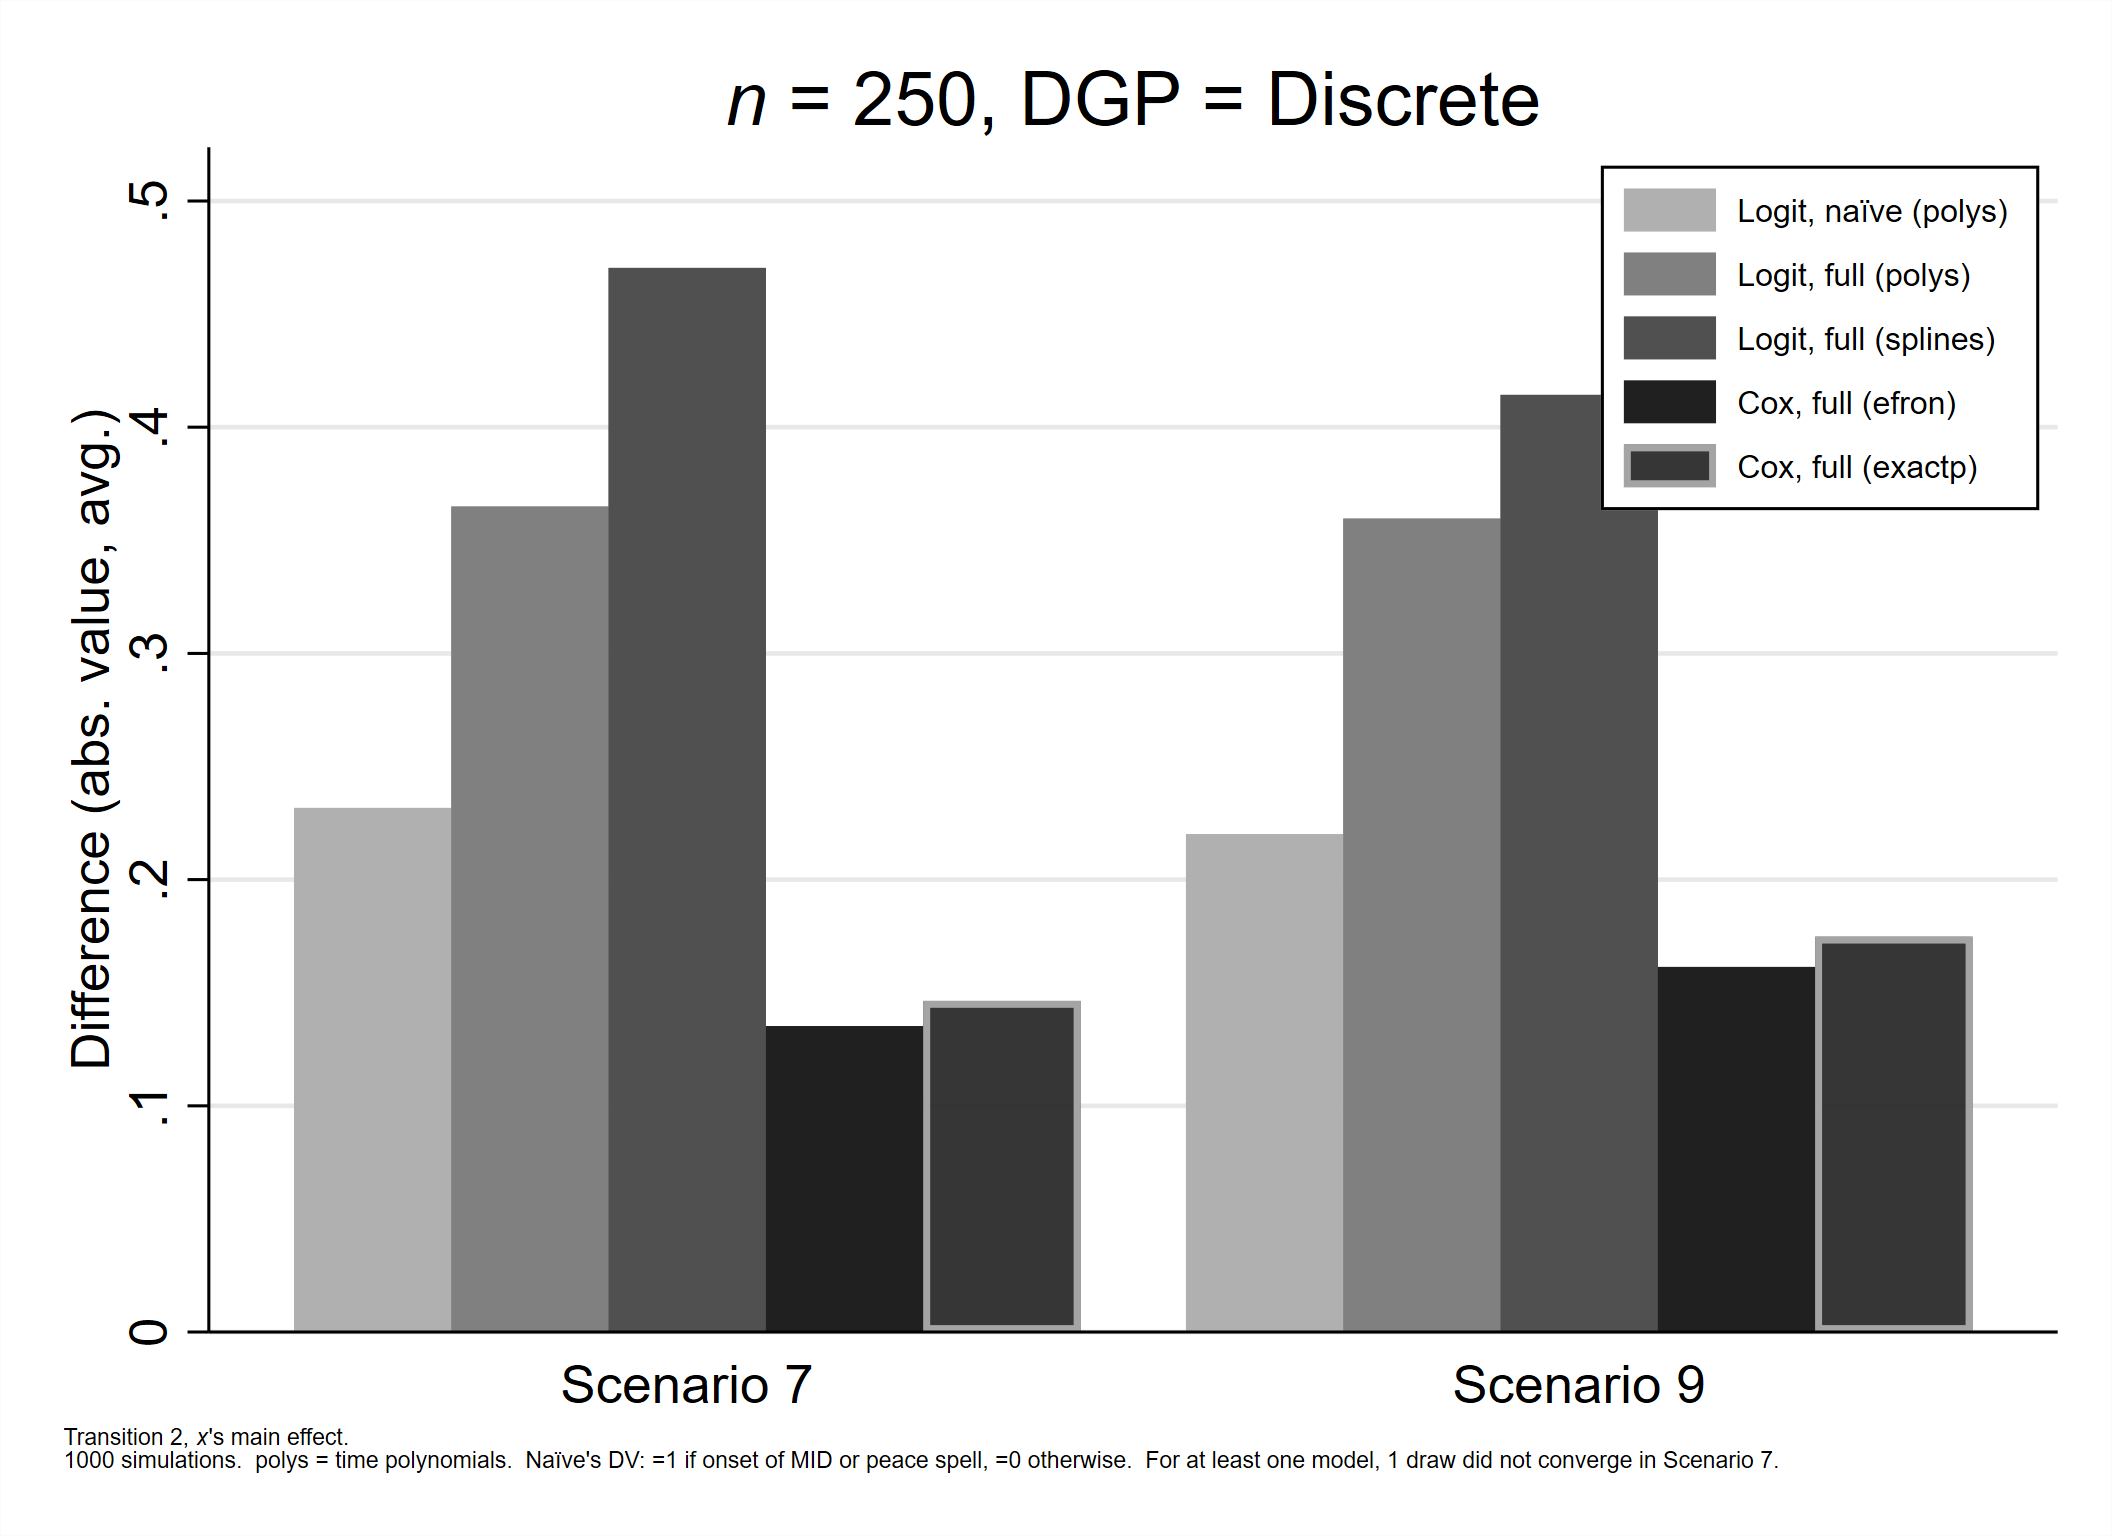 n = 250, DGP = Discrete
Difference (abs. value, avg.)
.5
.4
.3
.2
.1
0
Logit, naïve (polys)
Logit, full (polys)
Logit, full (splines)
Cox, full (efron)
Cox, full (exactp)
Scenario 7
Scenario 9
Transition 2, x's main effect.
1000 simulations.  polys = time polynomials.  Naïve's DV: =1 if onset of MID or peace spell, =0 otherwise.  For at least one model, 1 draw did not converge in Scenario 7.